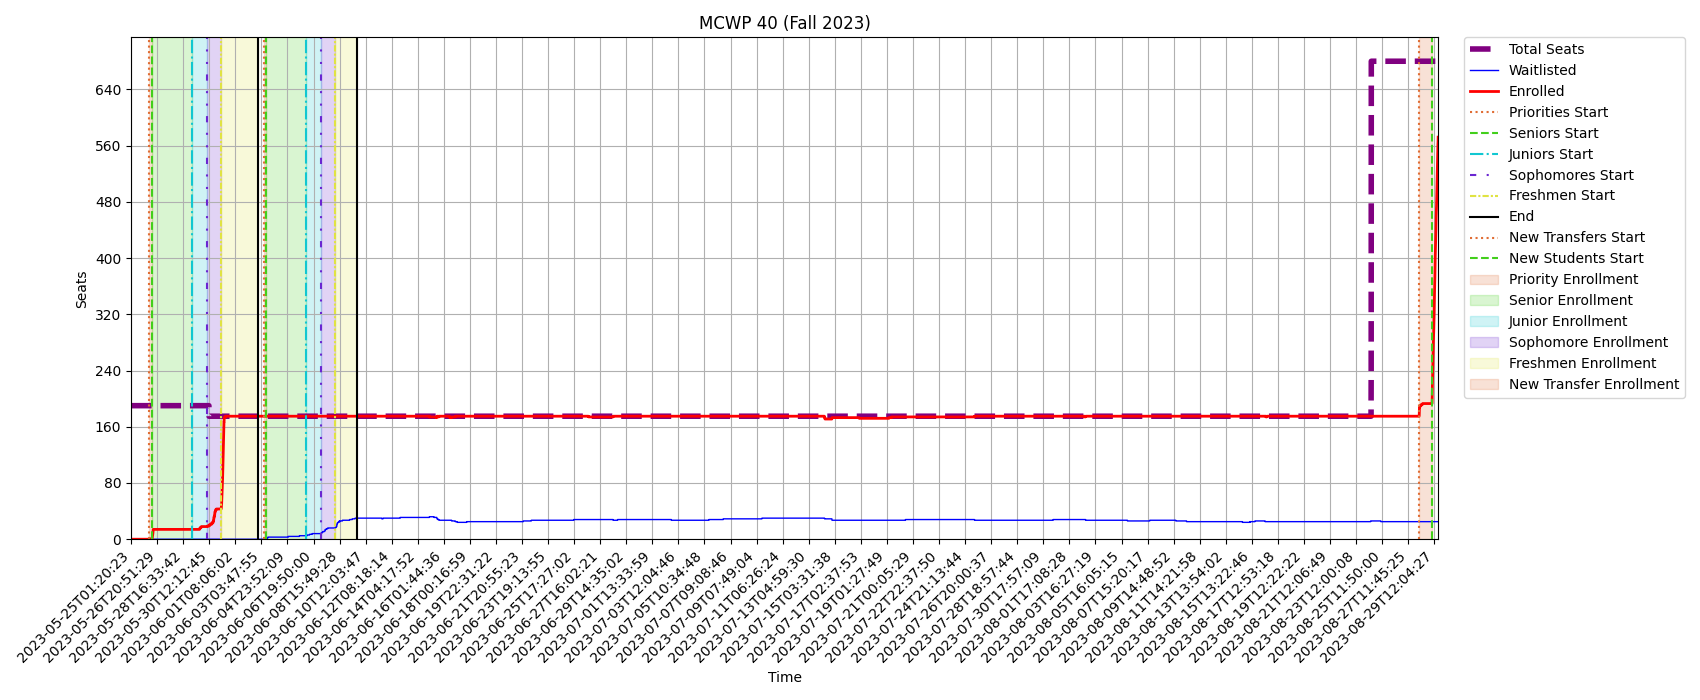 MCWP 40 (Fall 2023)
Seats
640
560
480
400
320
240
160
80
0
2023-05-25T01:20:23
2023-05-26T20:51:29
2023-05-28T16:33:42
2023-05-30T12:12:45
2023-06-01T08:06:02
2023-06-03T03:47:55
2023-06-04T23:52:09
2023-06-06T19:50:00
2023-06-08T15:49:28
2023-06-10T12:03:47
2023-06-12T08:18:14
2023-06-14T04:17:52
2023-06-16T01:44:36
2023-06-18T00:16:59
2023-06-19T22:31:22
2023-06-21T20:55:23
2023-06-23T19:13:55
2023-06-25T17:27:02
2023-06-27T16:02:21
2023-06-29T14:35:02
2023-07-01T13:33:59
2023-07-03T12:04:46
2023-07-05T10:34:48
2023-07-07T09:08:46
2023-07-09T07:49:04
2023-07-11T06:26:24
2023-07-13T04:59:30
2023-07-15T03:31:38
2023-07-17T02:37:53
2023-07-19T01:27:49
2023-07-21T00:05:29
2023-07-22T22:37:50
2023-07-24T21:13:44
2023-07-26T20:00:37
2023-07-28T18:57:44
2023-07-30T17:57:09
2023-08-01T17:08:28
2023-08-03T16:27:19
2023-08-05T16:05:15
2023-08-07T15:20:17
2023-08-09T14:48:52
2023-08-11T14:21:58
2023-08-13T13:54:02
2023-08-15T13:22:46
2023-08-17T12:53:18
2023-08-19T12:22:22
2023-08-21T12:06:49
2023-08-23T12:00:08
2023-08-25T11:50:00
2023-08-27T11:45:25
2023-08-29T12:04:27
Time
Total Seats
Waitlisted
Enrolled
Priorities Start
Seniors Start
Juniors Start
Sophomores Start
Freshmen Start
End
New Transfers Start
New Students Start
Priority Enrollment
Senior Enrollment
Junior Enrollment
Sophomore Enrollment
Freshmen Enrollment
New Transfer Enrollment